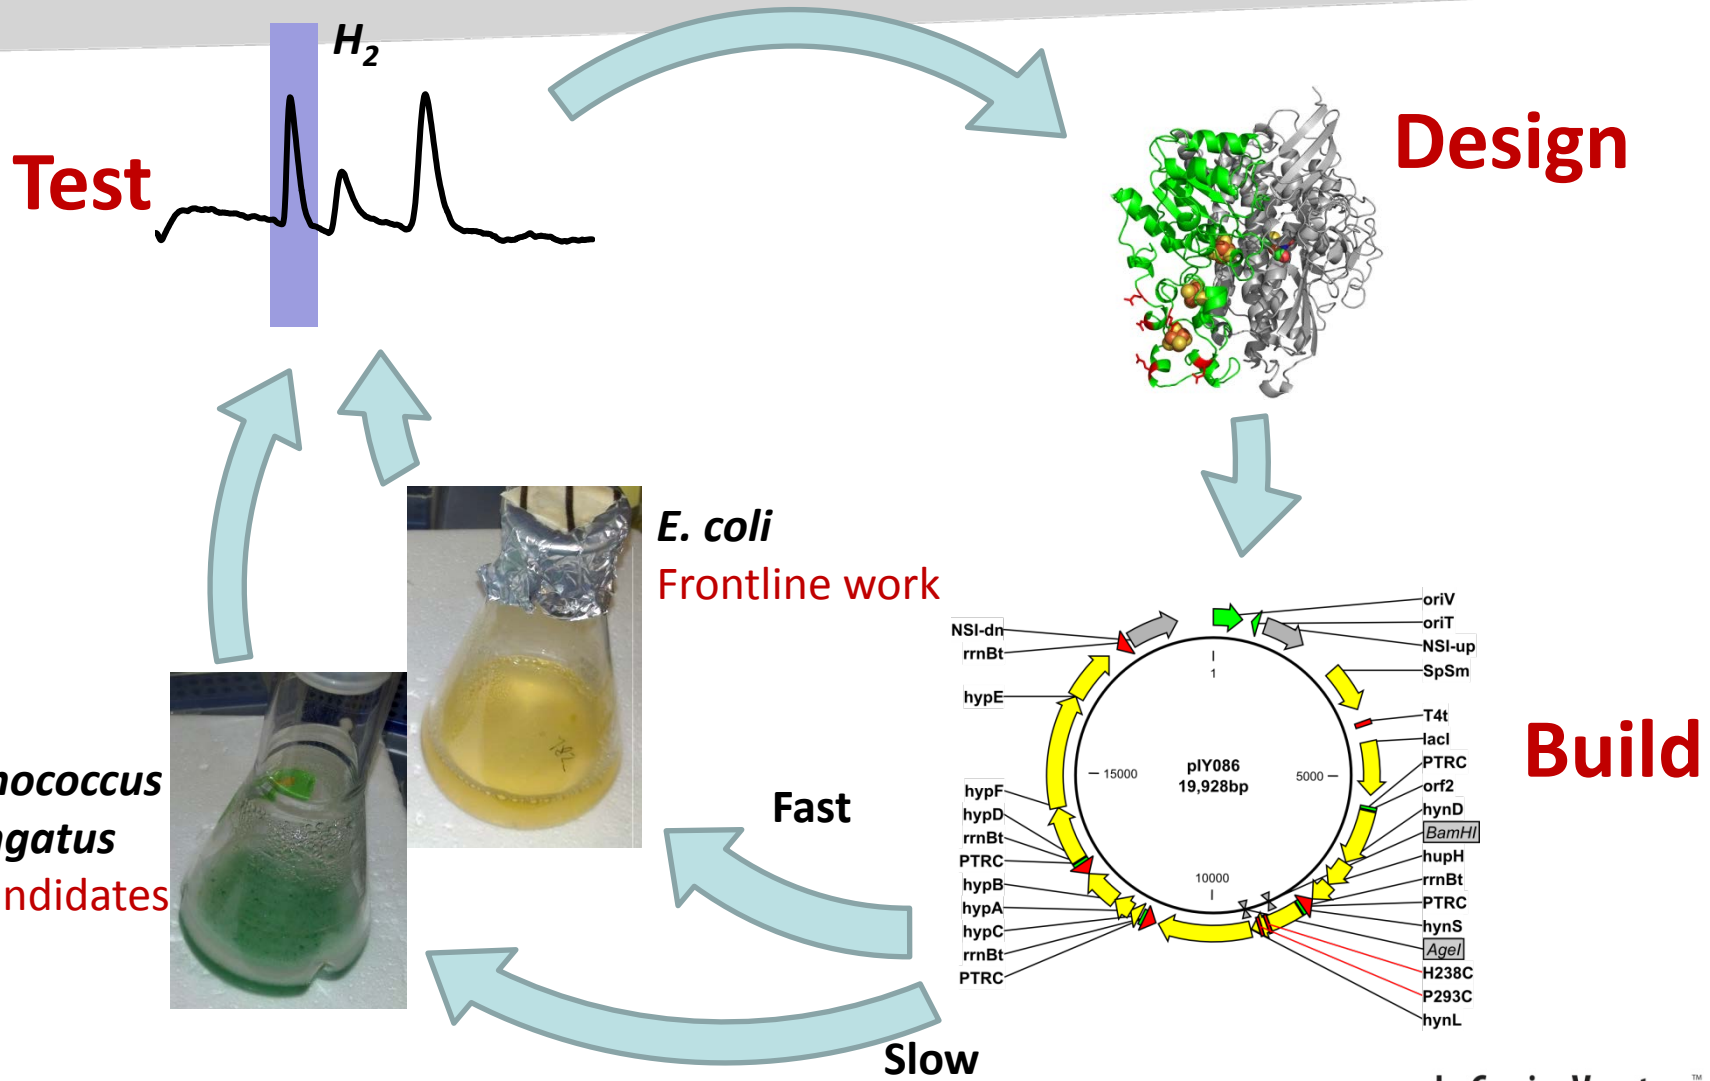 H2
Test
Design
E. coli
Frontline work
Fast
Slow
Build
nococcus
ngatus
ndidates
NSI-dn
rrnBt
hypE
hypF
hypD
rrnBt
PTRC
hypB
hypA
hypC
rrnBt
PTRC
1
5000
10000
15000
pIY086
19,928bp
oriV
oriT
NSI-up
SpSm
T4t
lacI
PTRC
orf2
hynD
BamHI
hupH
rrnBt
PTRC
hynS
AgeI
H238C
P293C
hynL